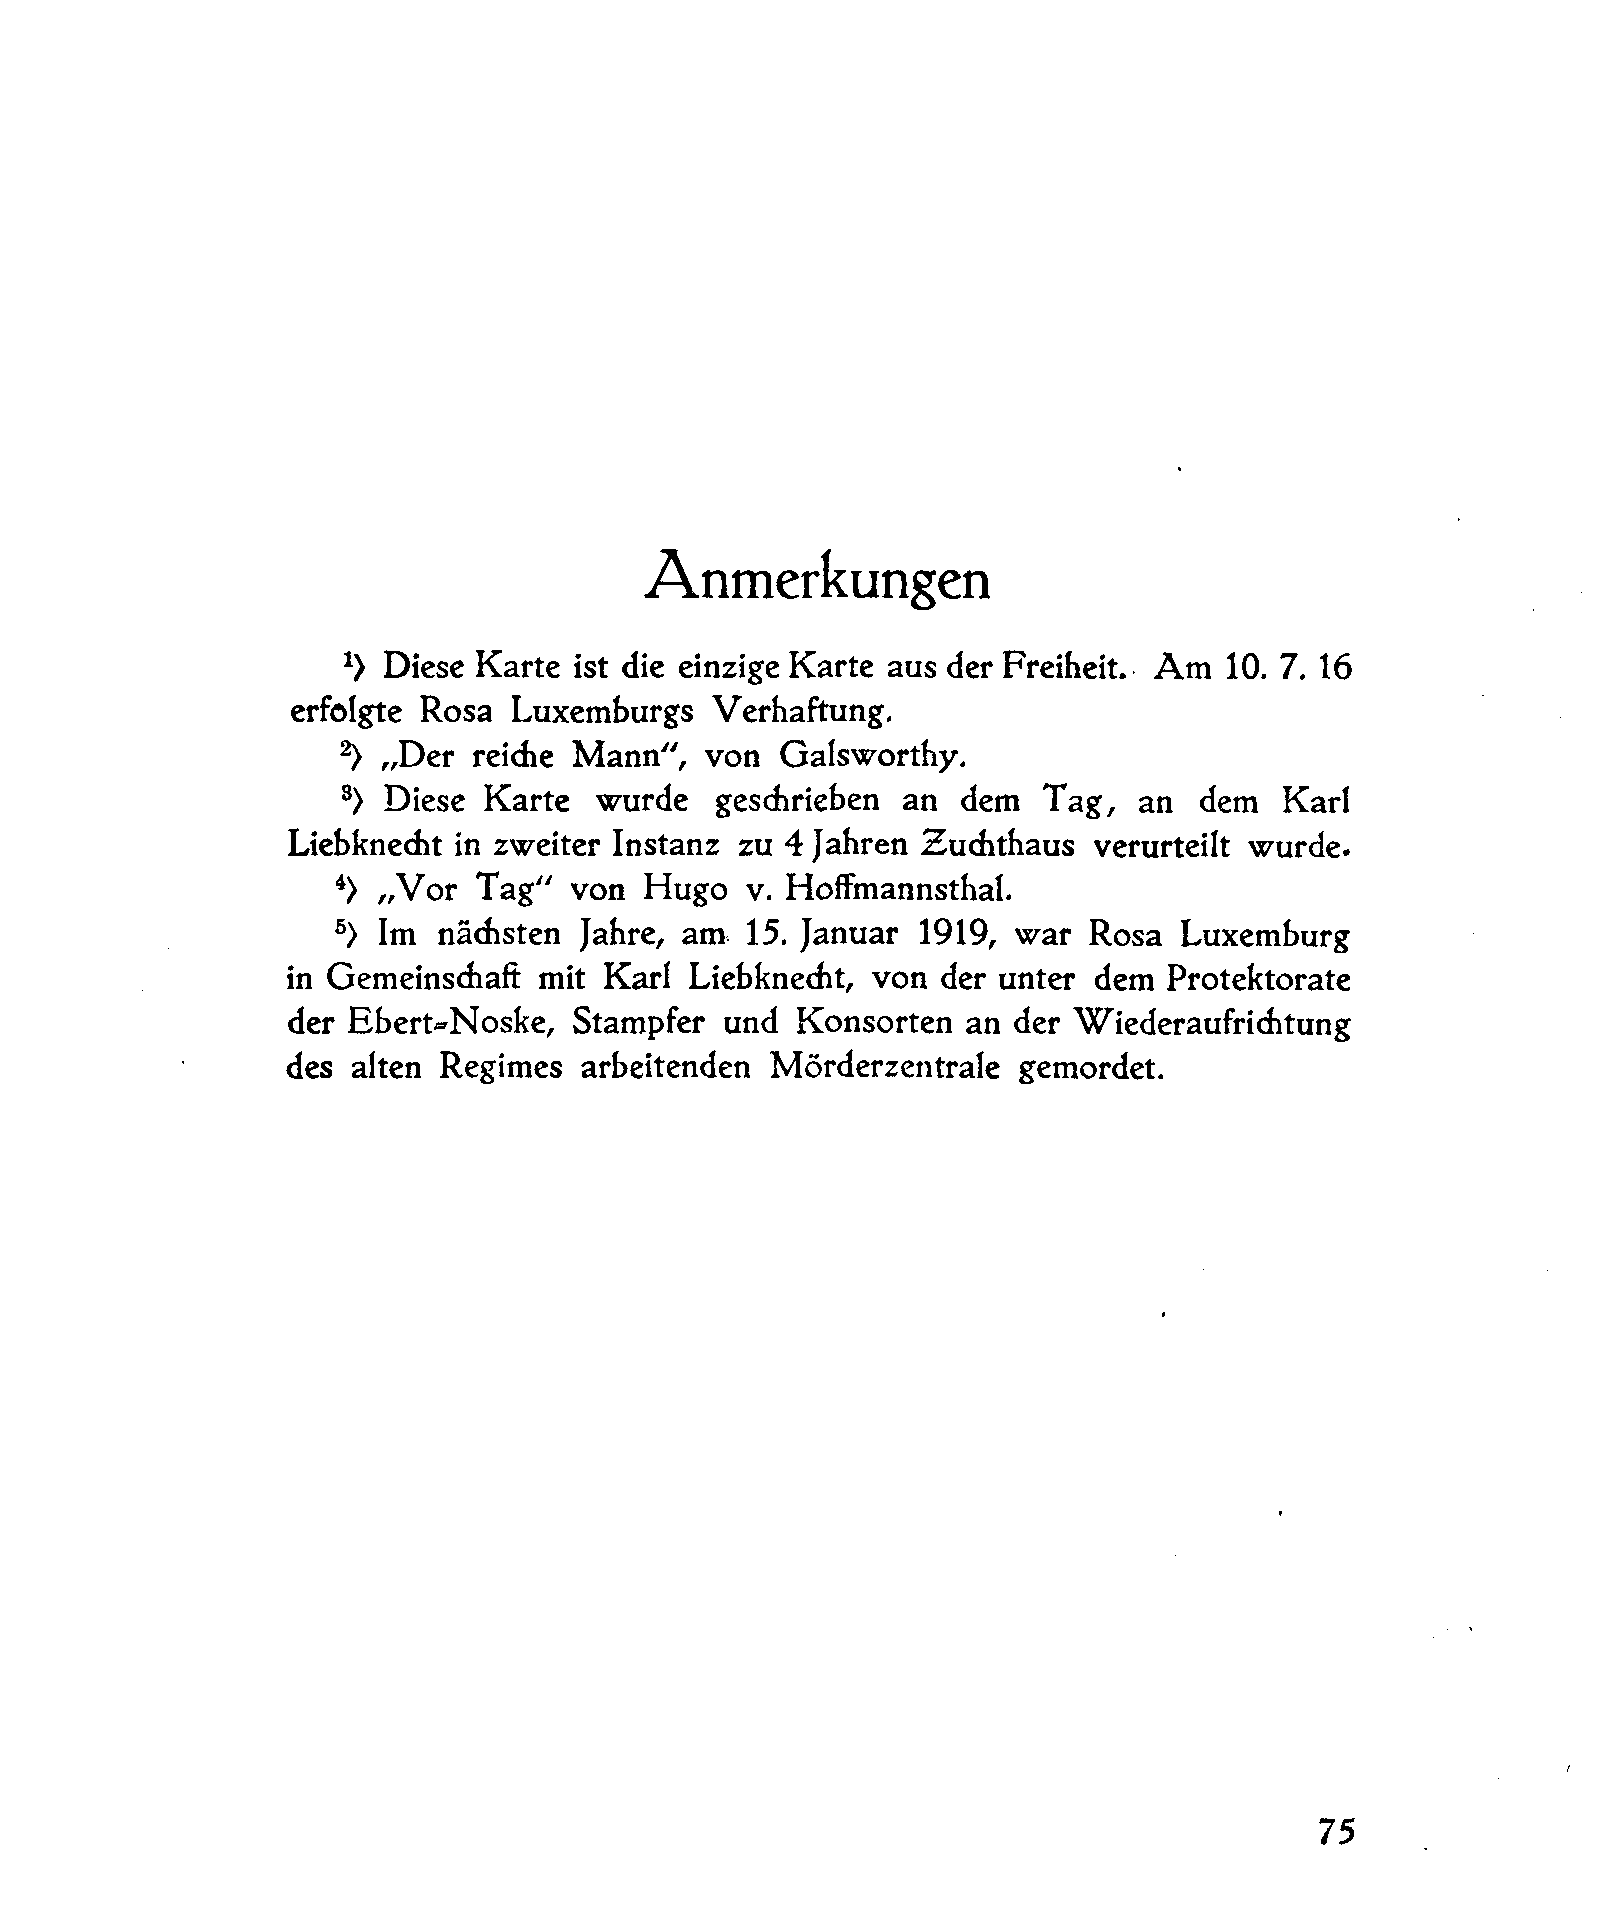 Anmerkungen
¹) Diese Karte ist die einzige Karte aus der Freiheit. Am 10. 7. 16
erfolgte Rosa Luxemburgs Verhaftung.
²) „Der reiche Mann“, von Galsworthy.
³) Diese Karte wurde geschrieben an dem Tag, an dem Karl
Liebknecht in zweiter Instanz zu 4 Jahren Zuchthaus verurteilt wurde.
⁴) „Vor Tag“ von Hugo v. Hoffmannsthal.
⁵) Im nächsten Jahre, am 15. Januar 1919, war Rosa Luxemburg
in Gemeinschaft mit Karl Liebknecht, von der unter dem Protektorate
der Ebert-Noske, Stampfer und Konsorten an der Wiederaufrichtung
des alten Regimes arbeitenden Mörderzentrale gemordet.
75